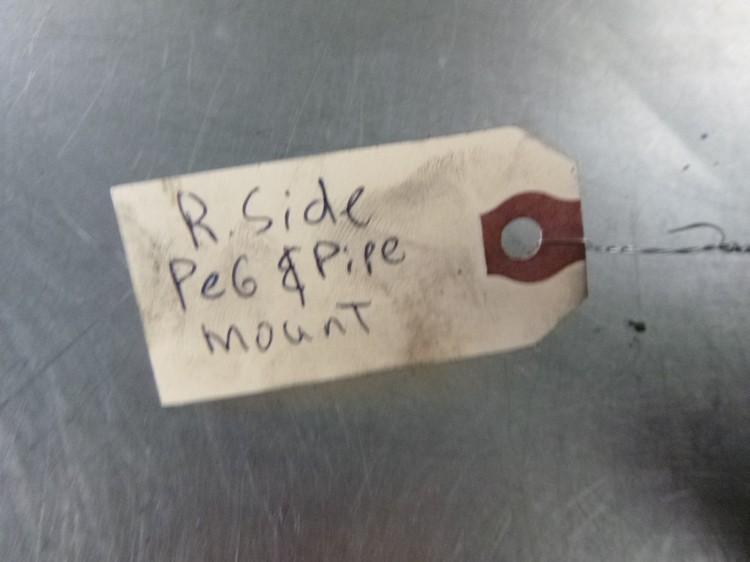 R. Side
PeG & Pipe
mounT